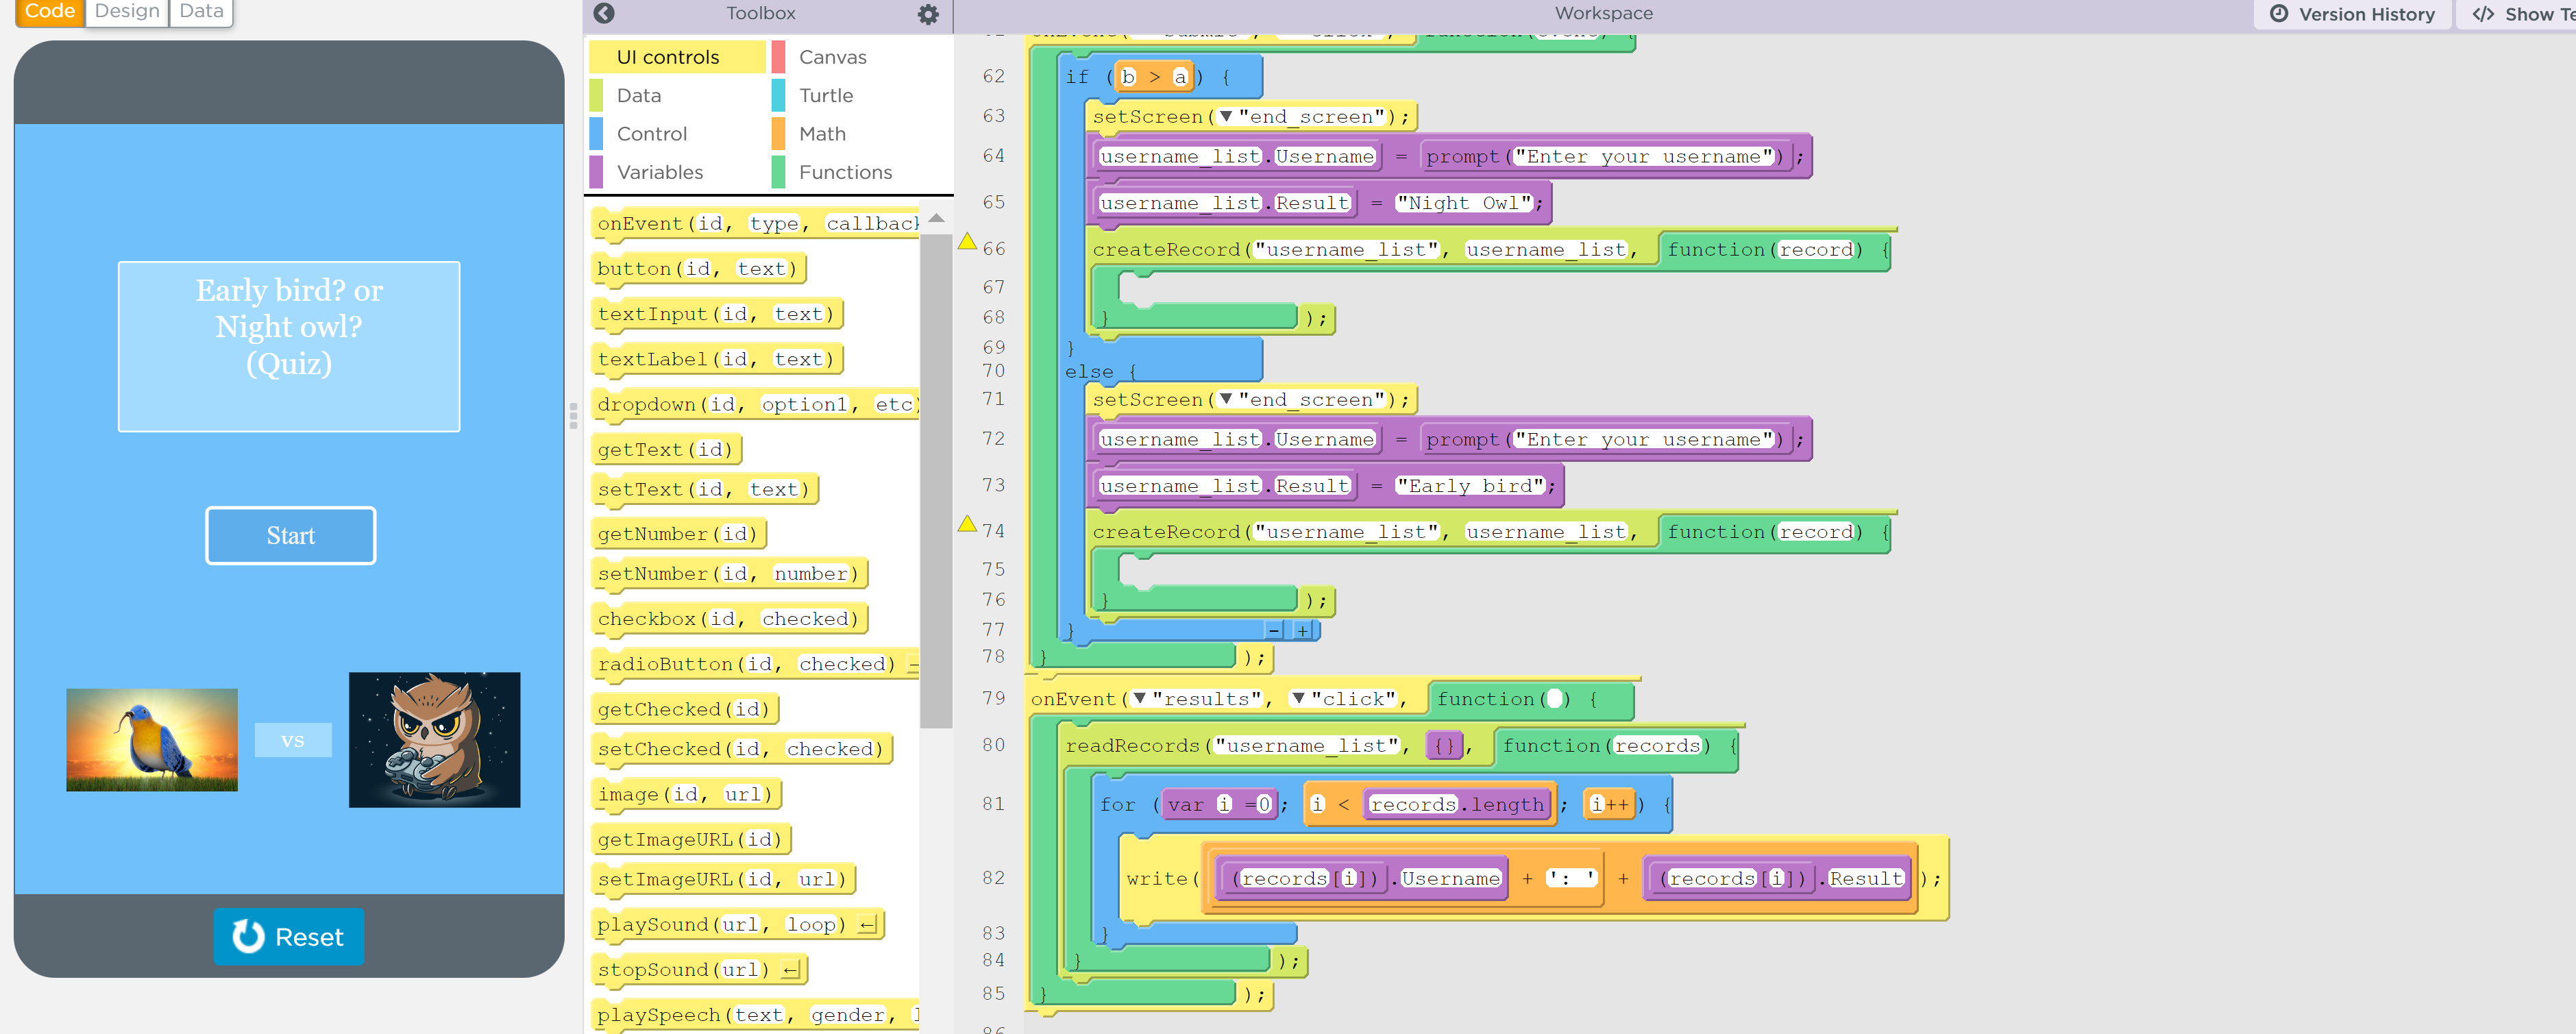 Code Design Data
Toolbox
Workspace
Version History
Show Te
UI controls
Canvas
Data
Turtle
Control
Math
Variables
Functions
onEvent(id, type, callback
button(id, text)
textInput(id, text)
textLabel(id, text)
dropdown(id, option1, etc)
getText(id)
setText(id, text)
getNumber(id)
setNumber(id, number)
checkbox(id, checked)
radioButton(id, checked)
getChecked(id)
setChecked(id, checked)
image(id, url)
getImageURL(id)
setImageURL(id, url)
playSound(url, loop)
stopSound(url)
playSpeech(text, gender, l
Early bird? or
Night owl?
(Quiz)
Start
vs
Reset
62 if (b > a) {
63 setScreen(▼"end_screen");
64 username_list.Username = prompt("Enter your username");
65 username_list.Result = "Night Owl";
66 createRecord("username_list", username_list, function(record) {
67
68 } );
69 }
70 else {
71 setScreen(▼"end_screen");
72 username_list.Username = prompt("Enter your username");
73 username_list.Result = "Early bird";
74 createRecord("username_list", username_list, function(record) {
75
76 } );
77 } - +
78 } );
79 onEvent(▼"results", ▼"click", function( ) {
80 readRecords("username_list", {}, function(records) {
81 for (var i =0; i < records.length; i++) {
82 write((records[i]).Username + ': ' + (records[i]).Result);
83 }
84 } );
85 } );